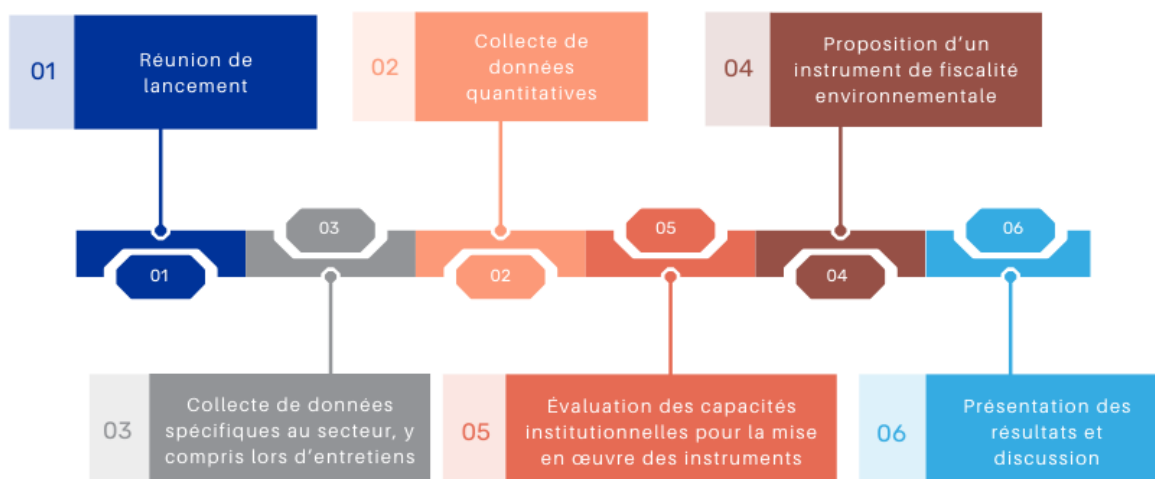 01
Réunion de
lancement
02
Collecte de
données
quantitatives
04
Proposition d’un
instrument de fiscalité
environnementale
03
05
06
01
02
04
03
Collecte de données
spécifiques au secteur, y
compris lors d’entretiens
05
Évaluation des capacités
institutionnelles pour la mise
en œuvre des instruments
06
Présentation des
résultats et
discussion